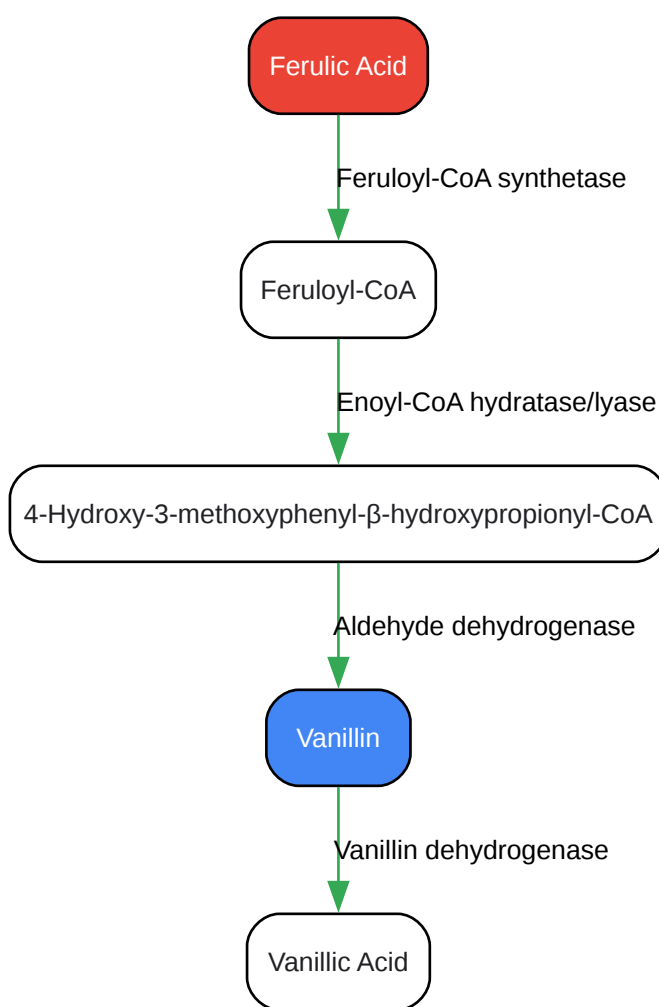 Ferulic Acid
Feruloyl-CoA synthetase
Feruloyl-CoA
Enoyl-CoA hydratase/lyase
4-Hydroxy-3-methoxyphenyl-β-hydroxypropionyl-CoA
Aldehyde dehydrogenase
Vanillin
Vanillin dehydrogenase
Vanillic Acid